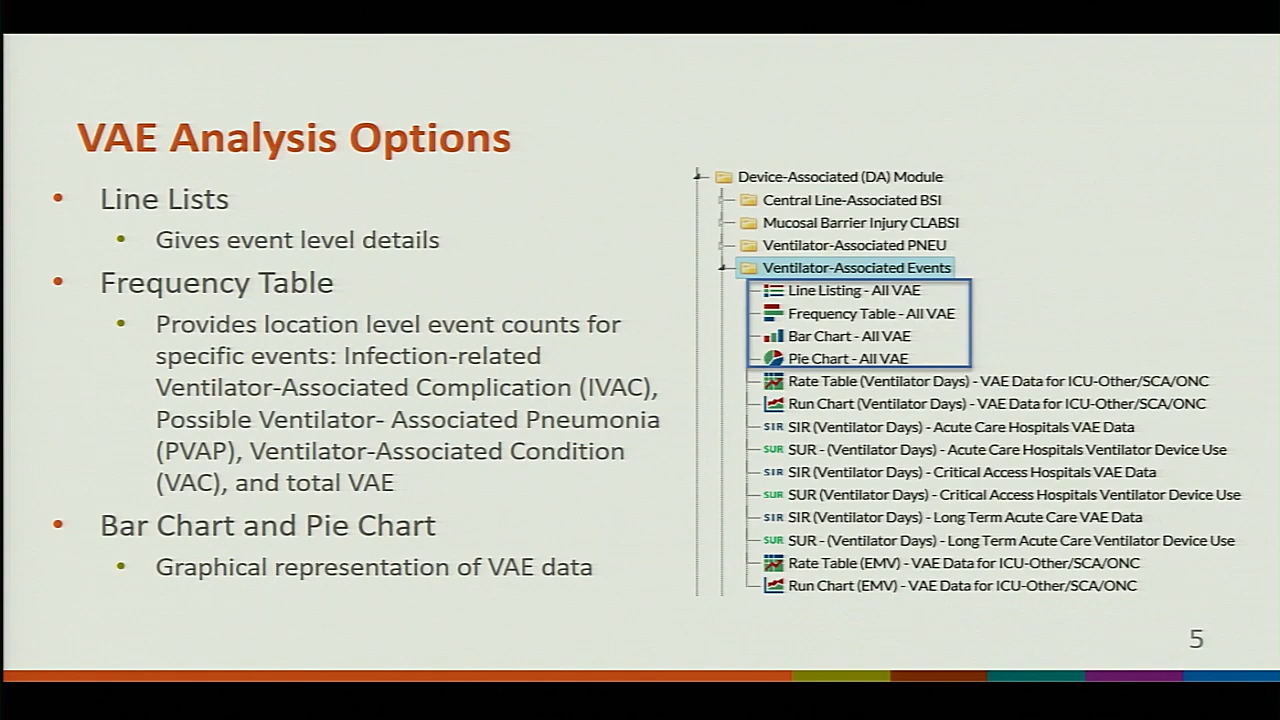 VAE Analysis Options
• Line Lists
• Gives event level details
• Frequency Table
• Provides location level event counts for
specific events: Infection-related
Ventilator-Associated Complication (IVAC),
Possible Ventilator- Associated Pneumonia
(PVAP), Ventilator-Associated Condition
(VAC), and total VAE
• Bar Chart and Pie Chart
• Graphical representation of VAE data
Device-Associated (DA) Module
Central Line-Associated BSI
Mucosal Barrier Injury CLABSI
Ventilator-Associated PNEU
Ventilator-Associated Events
Line Listing - All VAE
Frequency Table - All VAE
Bar Chart - All VAE
Pie Chart - All VAE
Rate Table (Ventilator Days) - VAE Data for ICU-Other/SCA/ONC
Run Chart (Ventilator Days) - VAE Data for ICU-Other/SCA/ONC
SIR SIR (Ventilator Days) - Acute Care Hospitals VAE Data
SUR SUR - (Ventilator Days) - Acute Care Hospitals Ventilator Device Use
SIR SIR (Ventilator Days) - Critical Access Hospitals VAE Data
SUR SUR (Ventilator Days) - Critical Access Hospitals Ventilator Device Use
SIR SIR (Ventilator Days) - Long Term Acute Care VAE Data
SUR SUR - (Ventilator Days) - Long Term Acute Care Ventilator Device Use
Rate Table (EMV) - VAE Data for ICU-Other/SCA/ONC
Run Chart (EMV) - VAE Data for ICU-Other/SCA/ONC
5